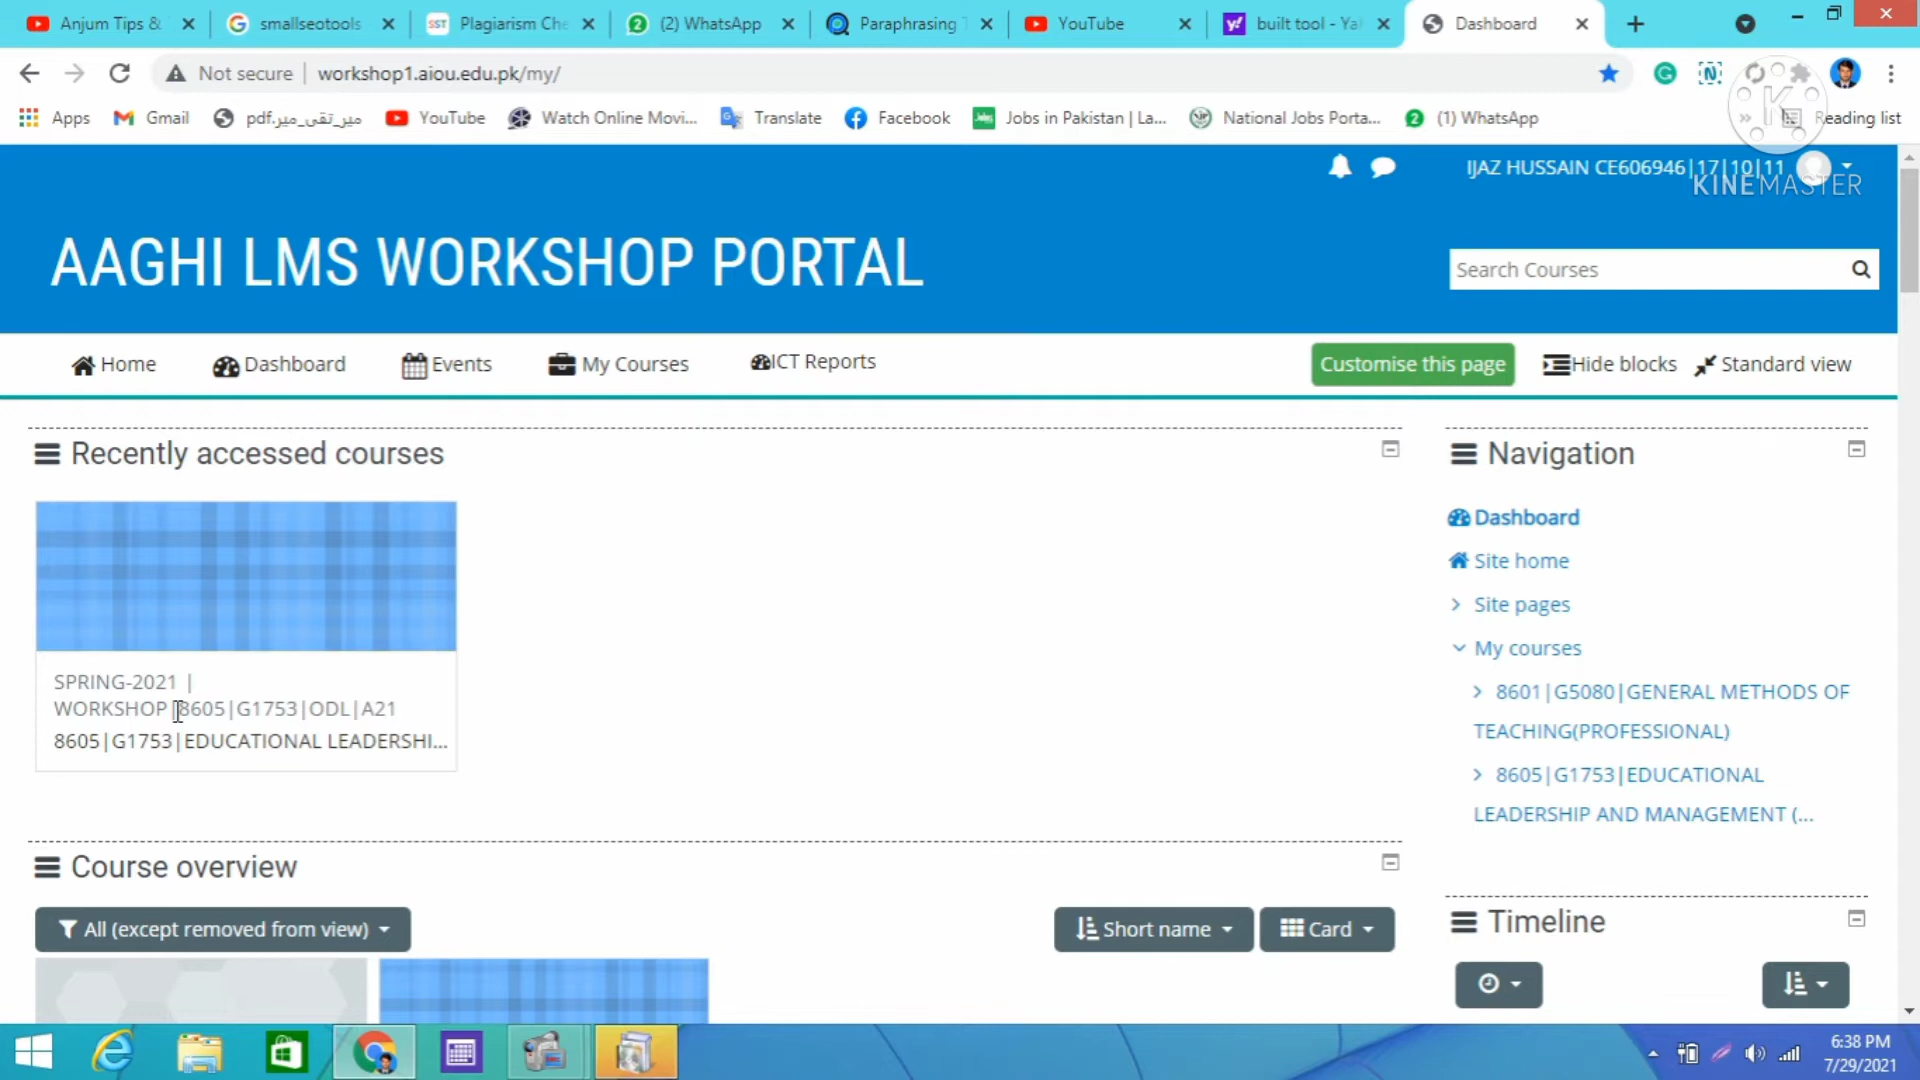 Anjum Tips &
smallseotools
Plagiarism Che
(2) WhatsApp
Paraphrasing T
YouTube
built tool - Ya
Dashboard
Not secure | workshop1.aiou.edu.pk/my/
Apps
Gmail
میر_تقی_میر.pdf
YouTube
Watch Online Movi...
Translate
Facebook
Jobs in Pakistan | La...
National Jobs Porta...
(1) WhatsApp
Reading list
IJAZ HUSSAIN CE606946|17|10|11
KINEMASTER
AAGHI LMS WORKSHOP PORTAL
Search Courses
Home
Dashboard
Events
My Courses
ICT Reports
Customise this page
Hide blocks
Standard view
Recently accessed courses
SPRING-2021 |
WORKSHOP|8605|G1753|ODL|A21
8605|G1753|EDUCATIONAL LEADERSHI...
Course overview
All (except removed from view)
Short name
Card
Navigation
Dashboard
Site home
Site pages
My courses
8601|G5080|GENERAL METHODS OF
TEACHING(PROFESSIONAL)
8605|G1753|EDUCATIONAL
LEADERSHIP AND MANAGEMENT (...
Timeline
6:38 PM
7/29/2021